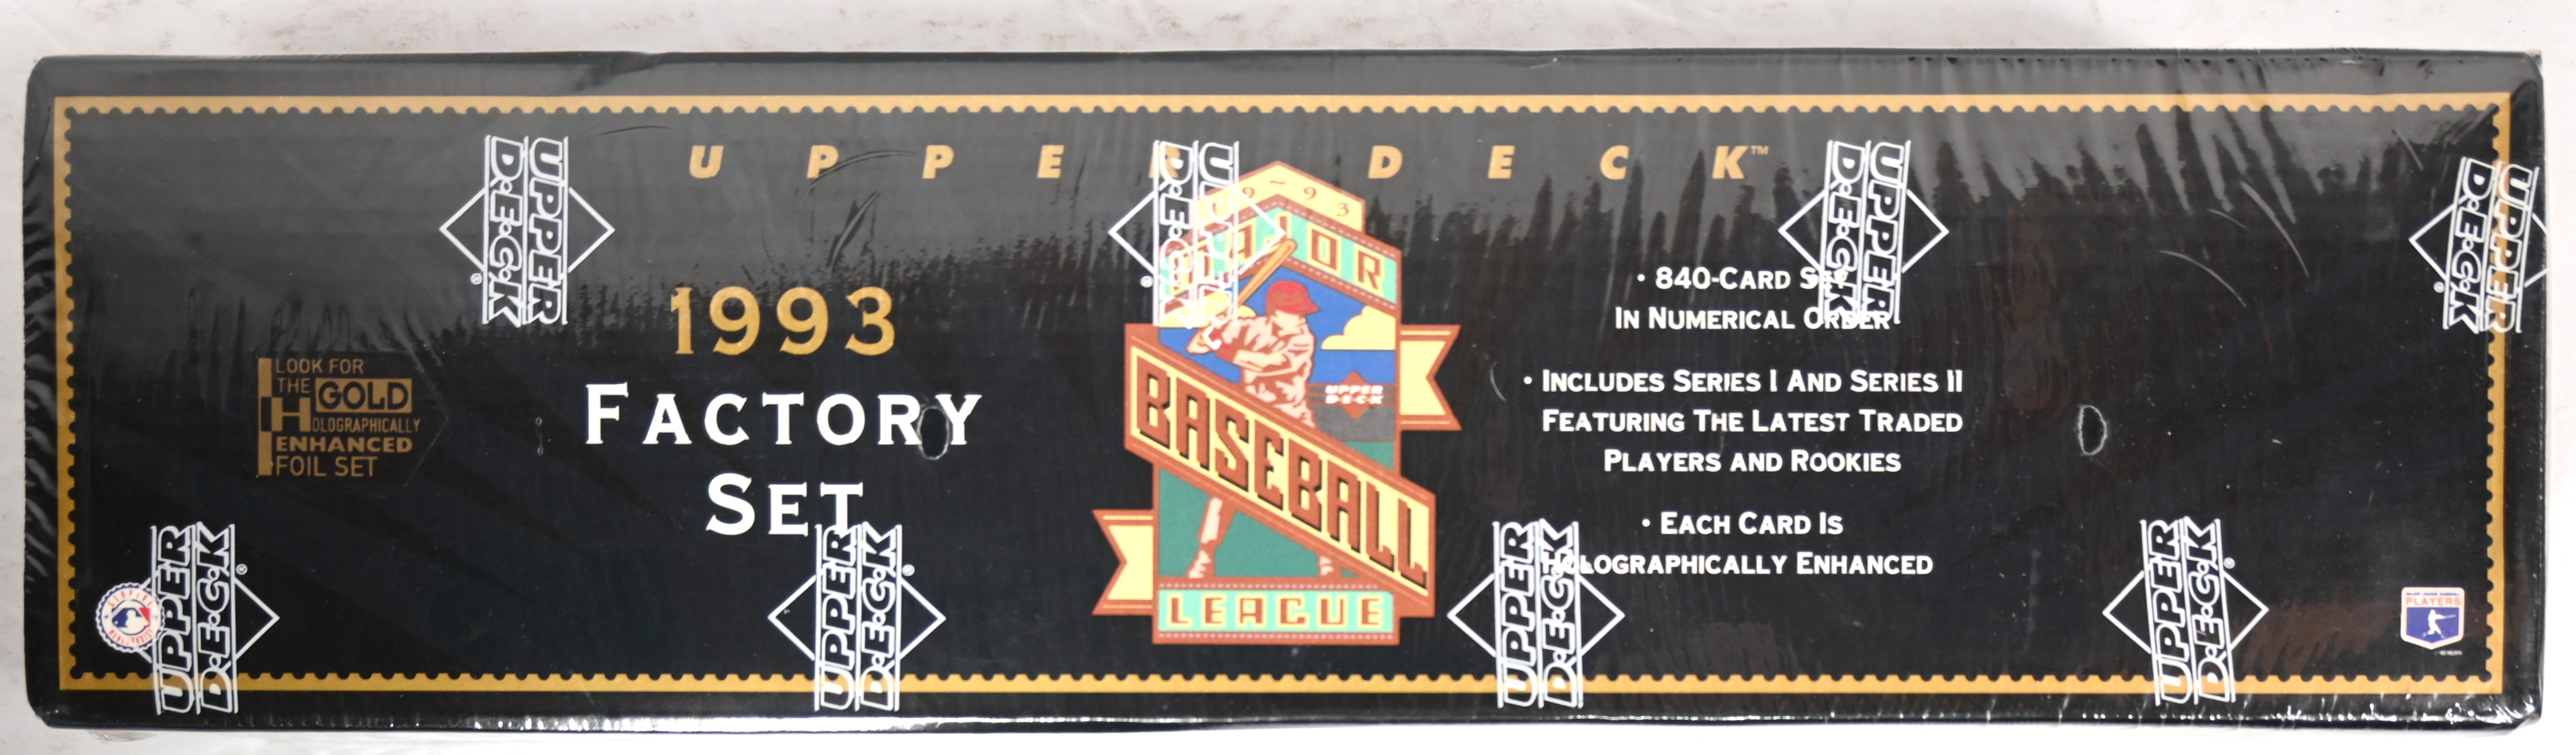 UPPER DECK™
1993
FACTORY
SET
LOOK FOR
THE GOLD
HOLOGRAPHICALLY
ENHANCED
FOIL SET
9~93
MAJOR
UPPER
DECK
BASEBALL
LEAGUE
• 840-CARD SET
IN NUMERICAL ORDER
• INCLUDES SERIES I AND SERIES II
FEATURING THE LATEST TRADED
PLAYERS AND ROOKIES
• EACH CARD IS
HOLOGRAPHICALLY ENHANCED
UPPER
DECK®
UPPER
DECK®
UPPER
DECK
UPPER
DECK
UPPER
DECK®
UPPER
DECK®
UPPER
DECK
UPPER
DECK®
PLAYERS